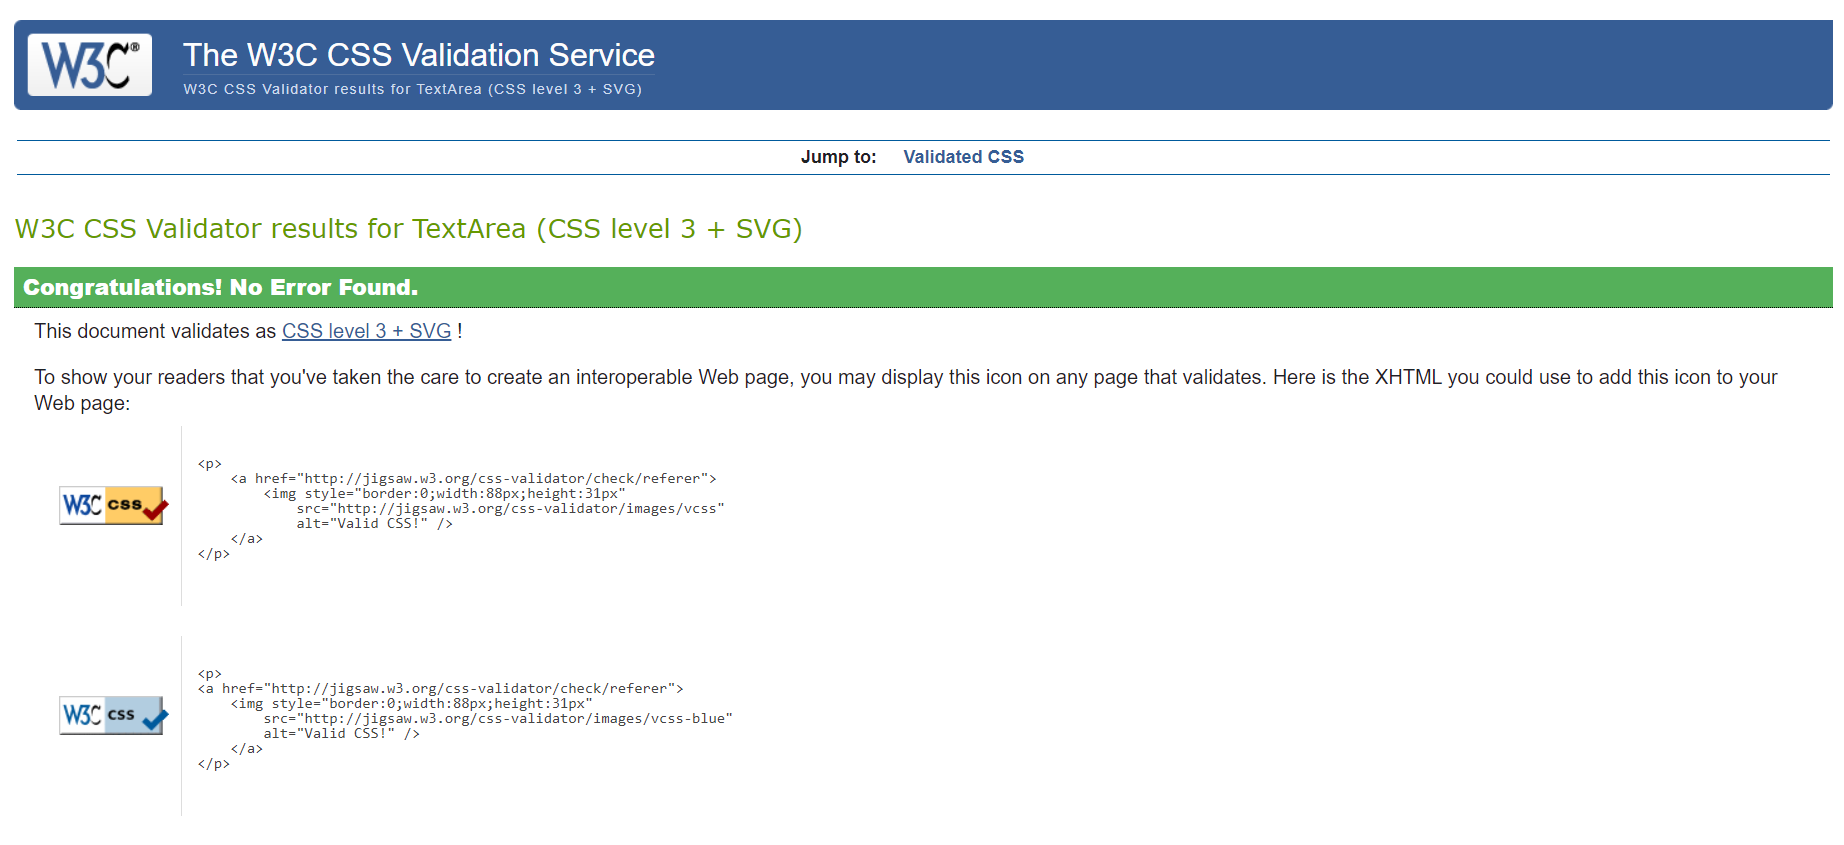 W3C®
The W3C CSS Validation Service
W3C CSS Validator results for TextArea (CSS level 3 + SVG)
Jump to: Validated CSS
W3C CSS Validator results for TextArea (CSS level 3 + SVG)
Congratulations! No Error Found.
This document validates as CSS level 3 + SVG !
To show your readers that you've taken the care to create an interoperable Web page, you may display this icon on any page that validates. Here is the XHTML you could use to add this icon to your
Web page:
W3C css
<p>
    <a href="http://jigsaw.w3.org/css-validator/check/referer">
        <img style="border:0;width:88px;height:31px"
            src="http://jigsaw.w3.org/css-validator/images/vcss"
            alt="Valid CSS!" />
    </a>
</p>
W3C css
<p>
<a href="http://jigsaw.w3.org/css-validator/check/referer">
    <img style="border:0;width:88px;height:31px"
        src="http://jigsaw.w3.org/css-validator/images/vcss-blue"
        alt="Valid CSS!" />
    </a>
</p>